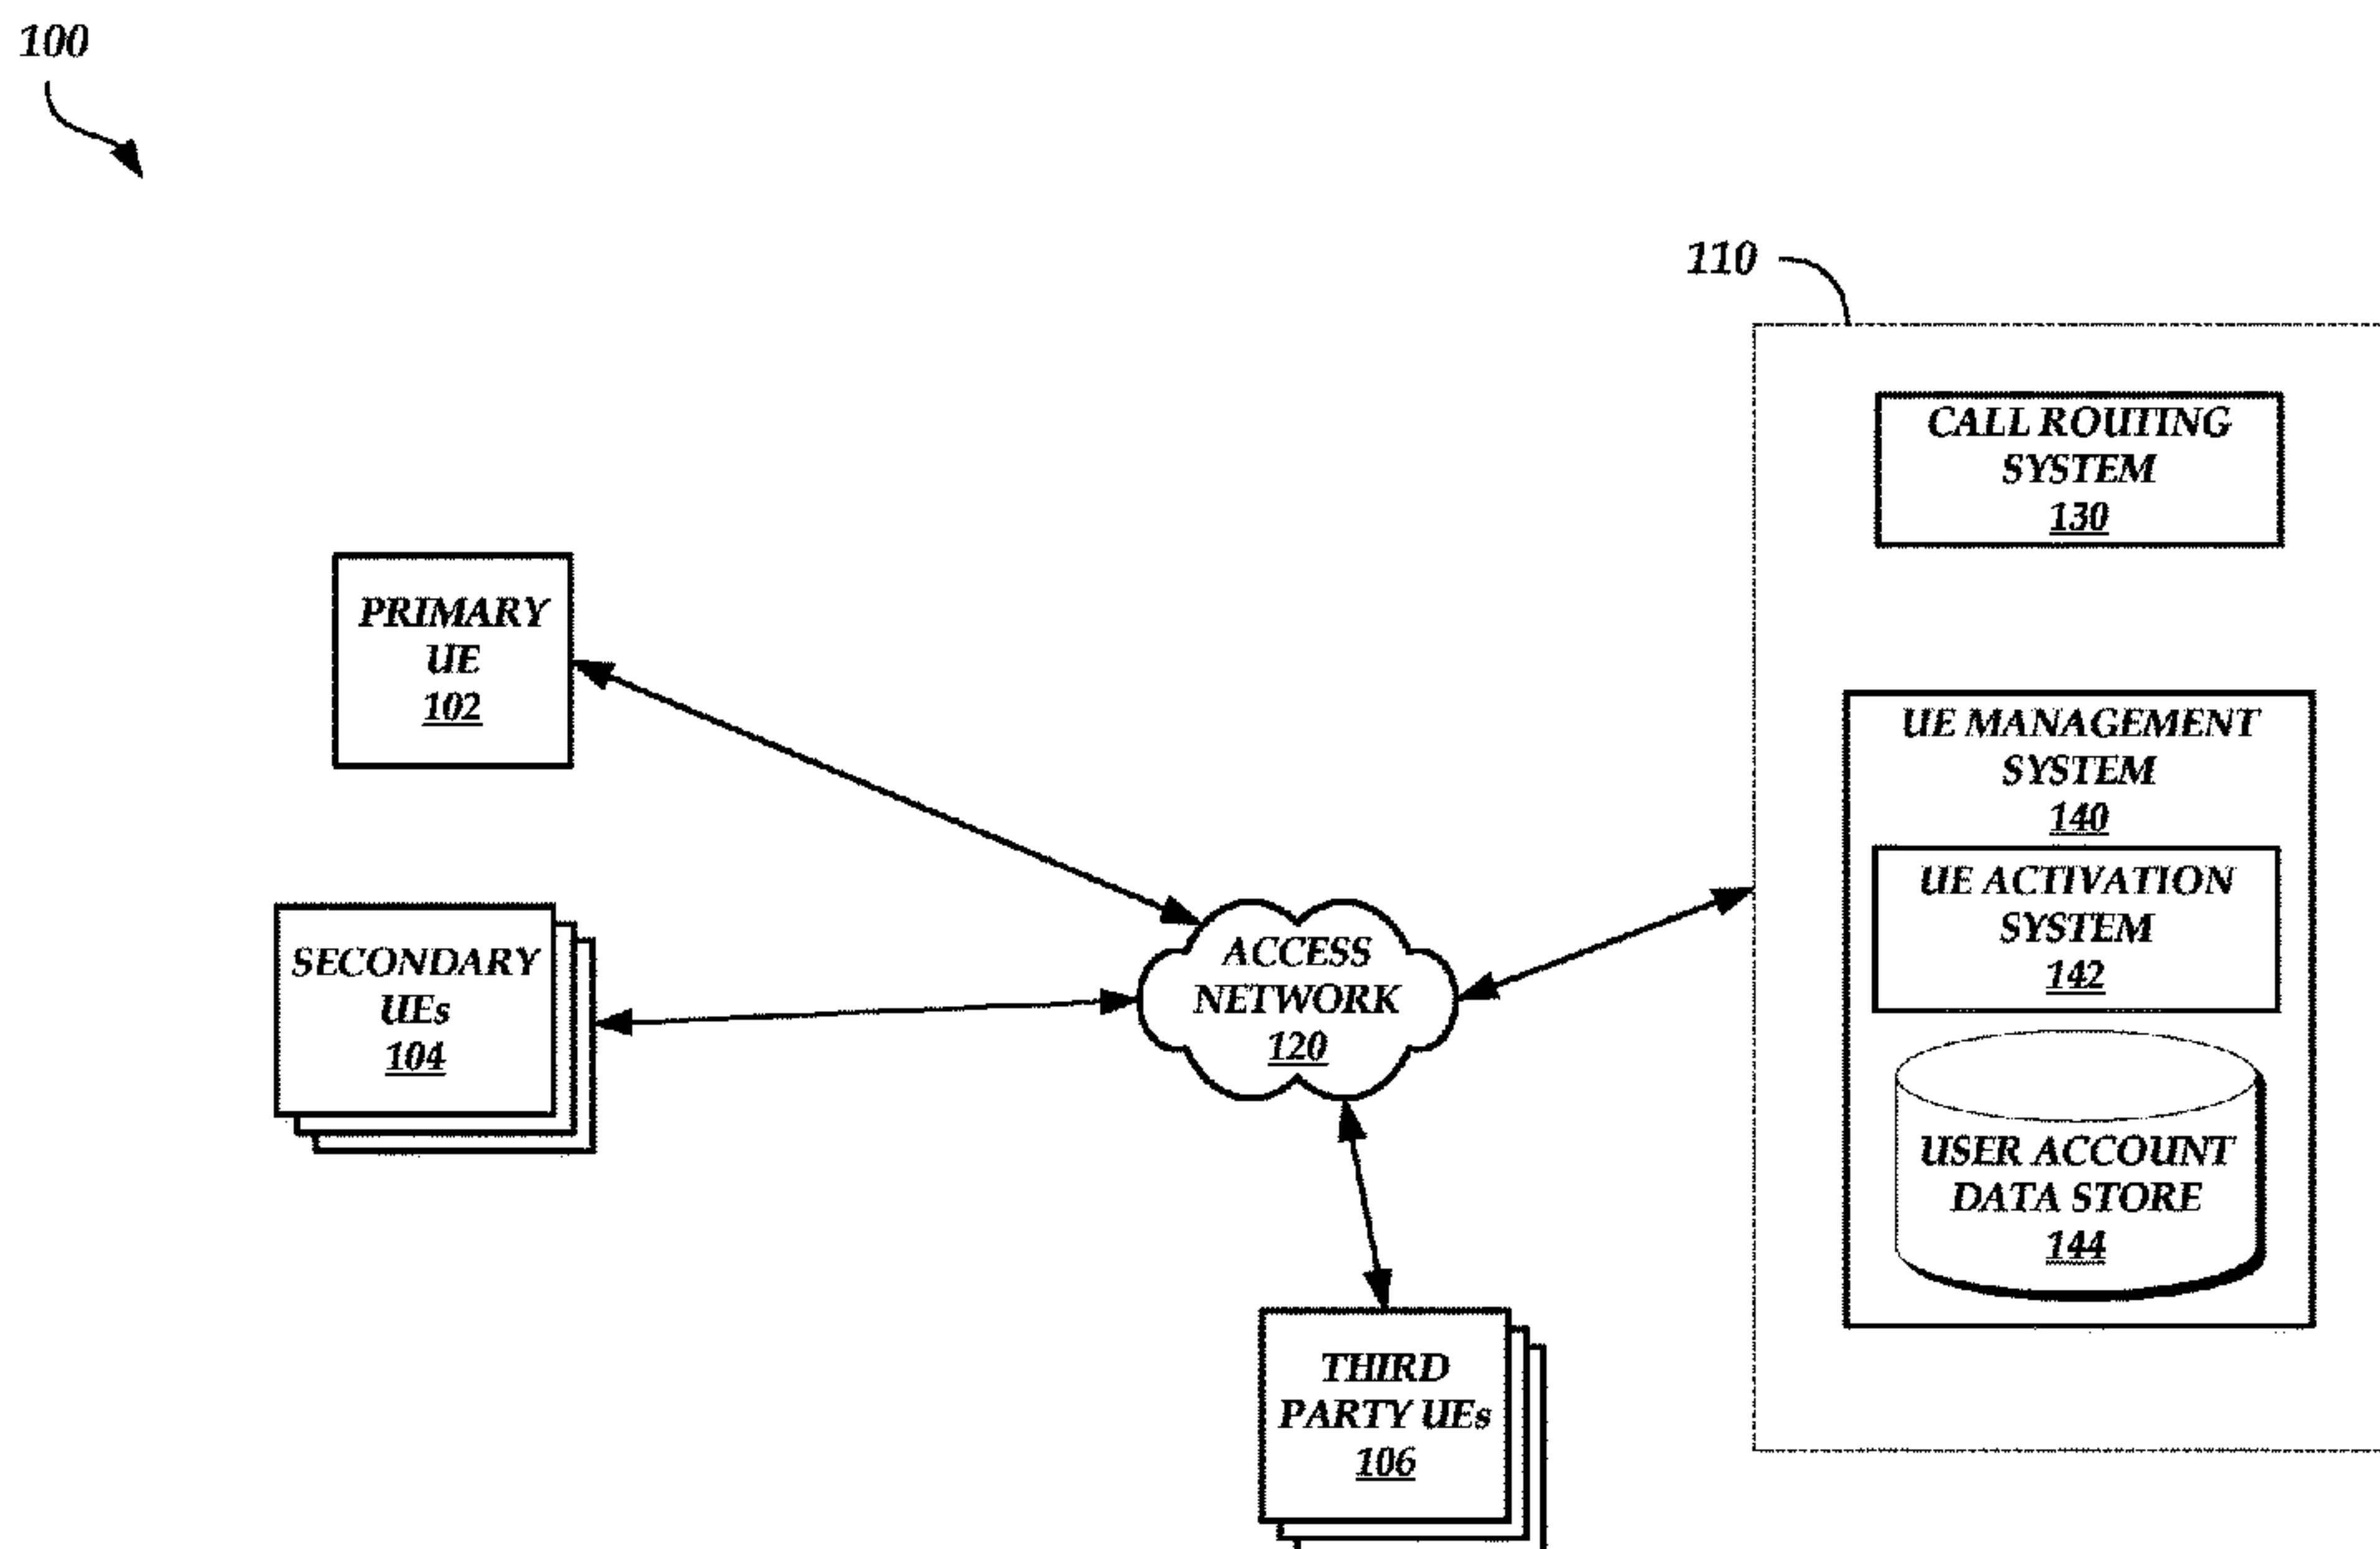 100
110
CALL ROUTING
SYSTEM
130
PRIMARY
UE
102
UE MANAGEMENT
SYSTEM
140
UE ACTIVATION
SYSTEM
142
SECONDARY
UEs
104
ACCESS
NETWORK
120
USER ACCOUNT
DATA STORE
144
THIRD
PARTY UEs
106